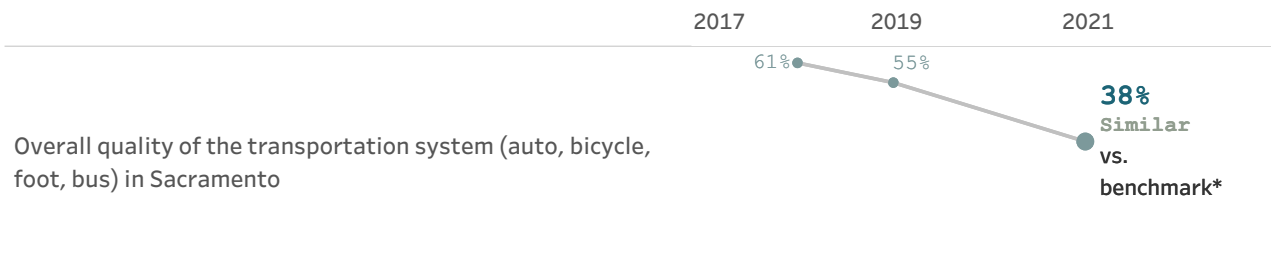 2017 2019 2021
61% 55%
38%
Similar
vs.
benchmark*
Overall quality of the transportation system (auto, bicycle,
foot, bus) in Sacramento